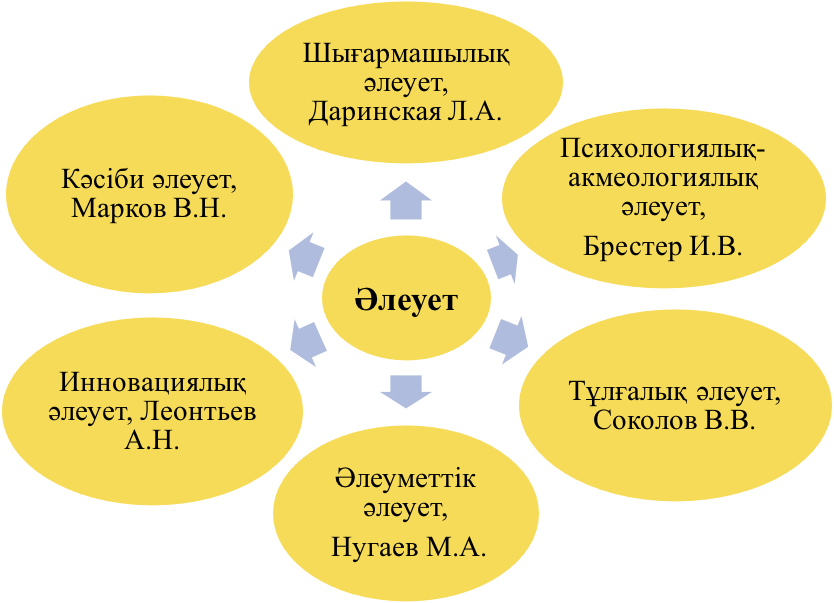 Шығармашылық
әлеует,
Даринская Л.А.
Психологиялық-
акмеологиялық
әлеует,
Брестер И.В.
Кәсіби әлеует,
Марков В.Н.
Әлеует
Инновациялық
әлеует, Леонтьев
А.Н.
Тұлғалық әлеует,
Соколов В.В.
Әлеуметтік
әлеует,
Нугаев М.А.